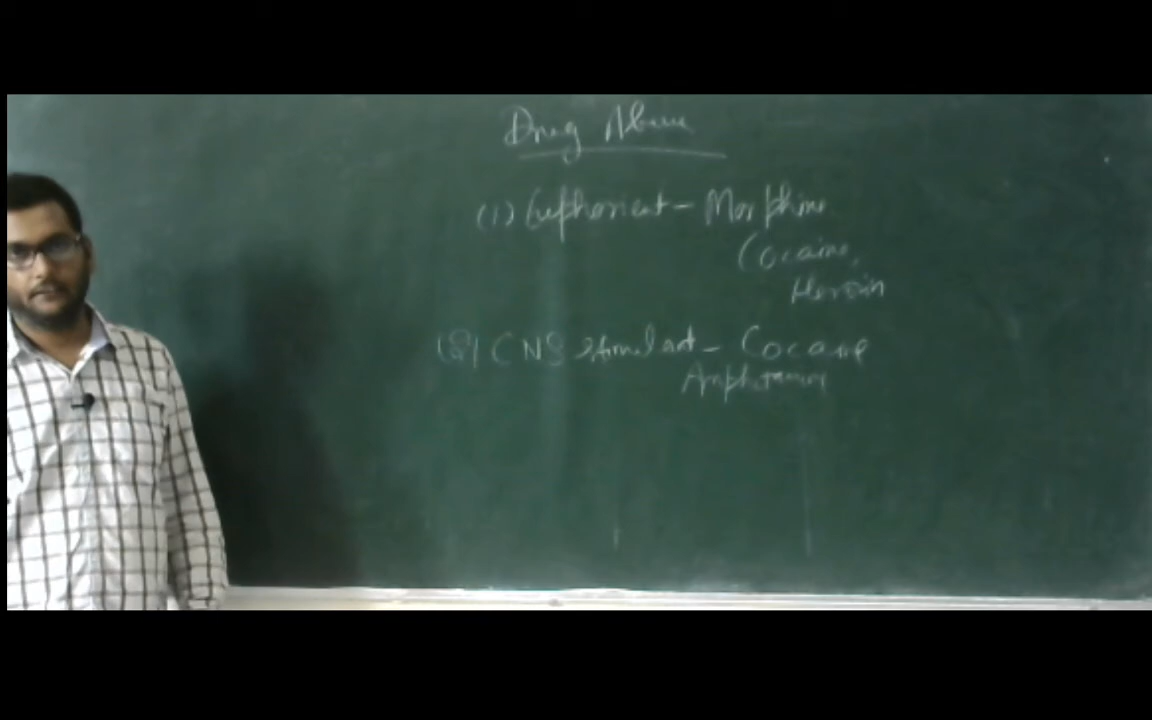 Drug Abuse
(1) Euphoriant - Morphine
Cocaine,
Heroin
(2) CNS stimulant - Cocaine
Amphetamine